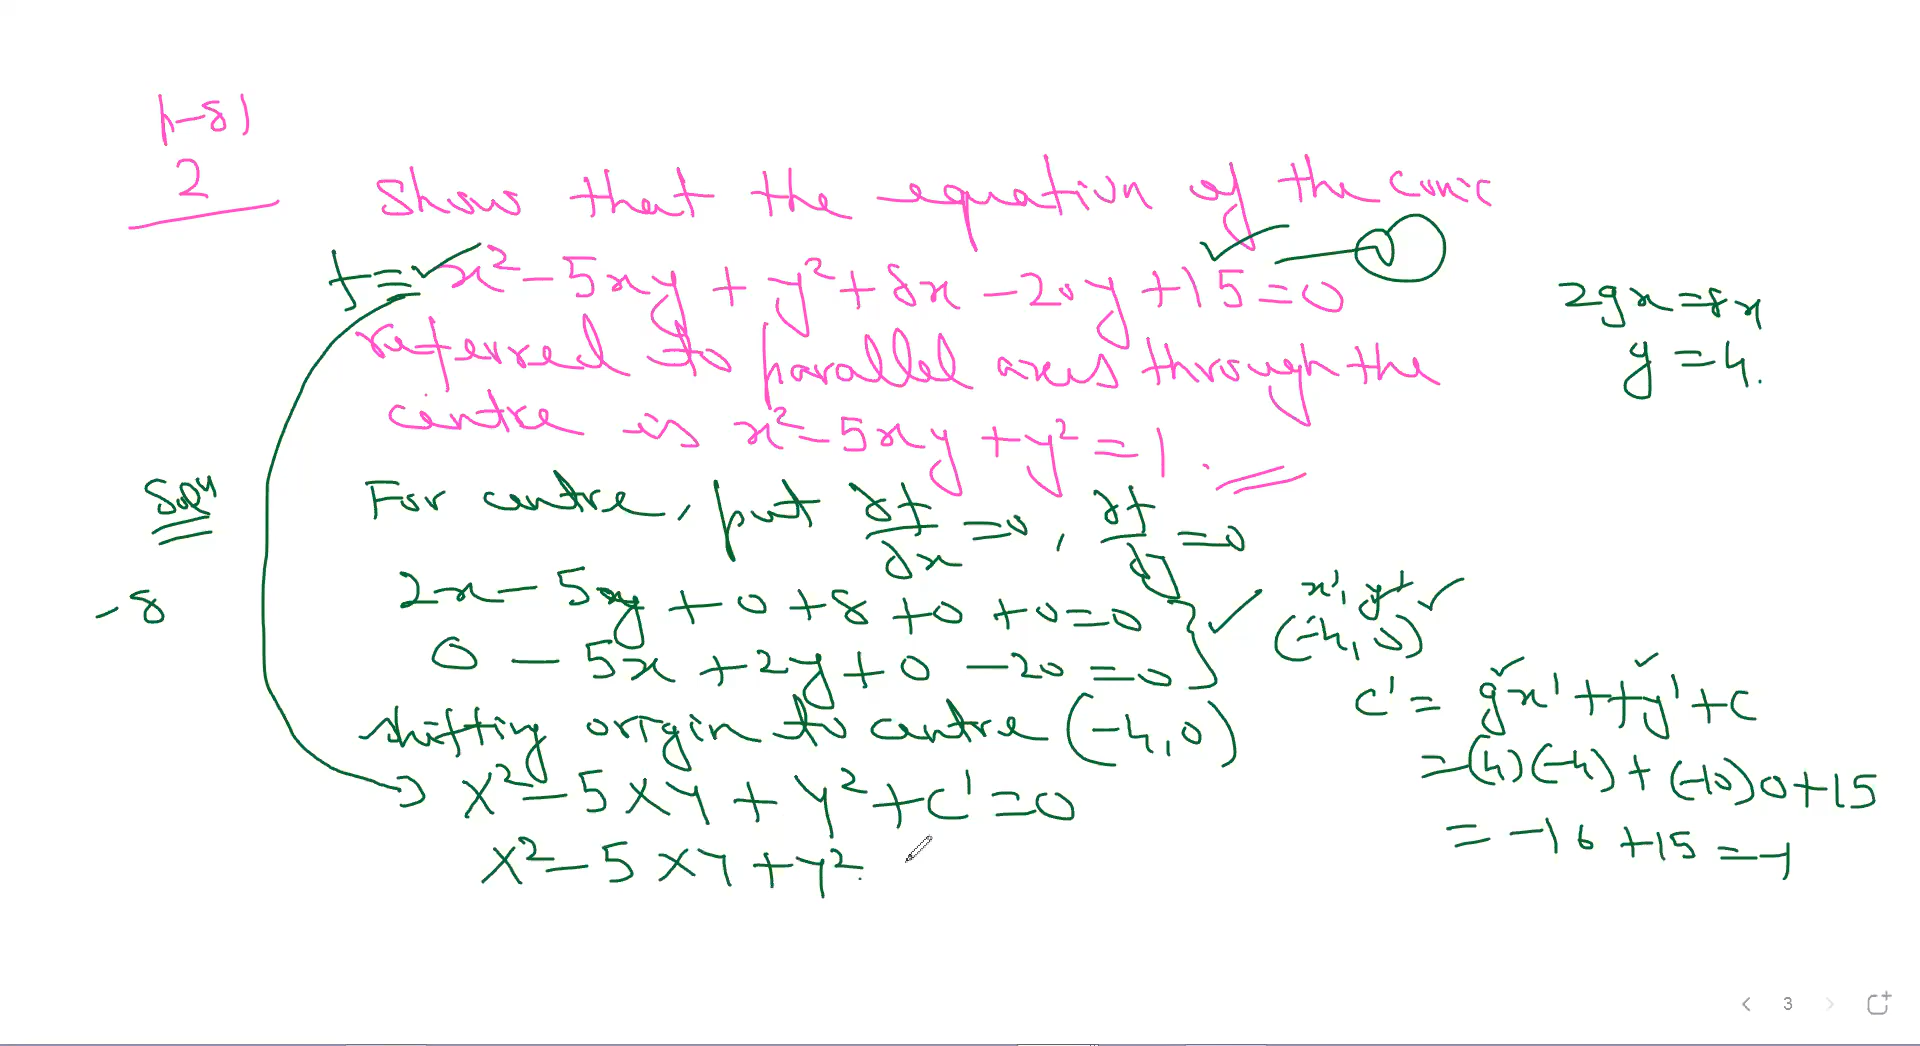 P-81
2
Show that the equation of the conic
f = x² - 5xy + y² + 8x - 20y + 15 = 0
referred to parallel axes through the
centre is x² - 5xy + y² = 1.
2gx = 8x
g = 4.
Soln
For centre, put ∂f/∂x = 0, ∂f/∂y = 0
-8
2x - 5y + 0 + 8 + 0 + 0 = 0
0 - 5x + 2y + 0 - 20 = 0
x', y'
(-4, 0)
shifting origin to centre (-4, 0)
c' = gx' + fy' + c
= (4)(-4) + (-10)0 + 15
= -16 + 15 = -1
X² - 5XY + Y² + C' = 0
X² - 5XY + Y²
3